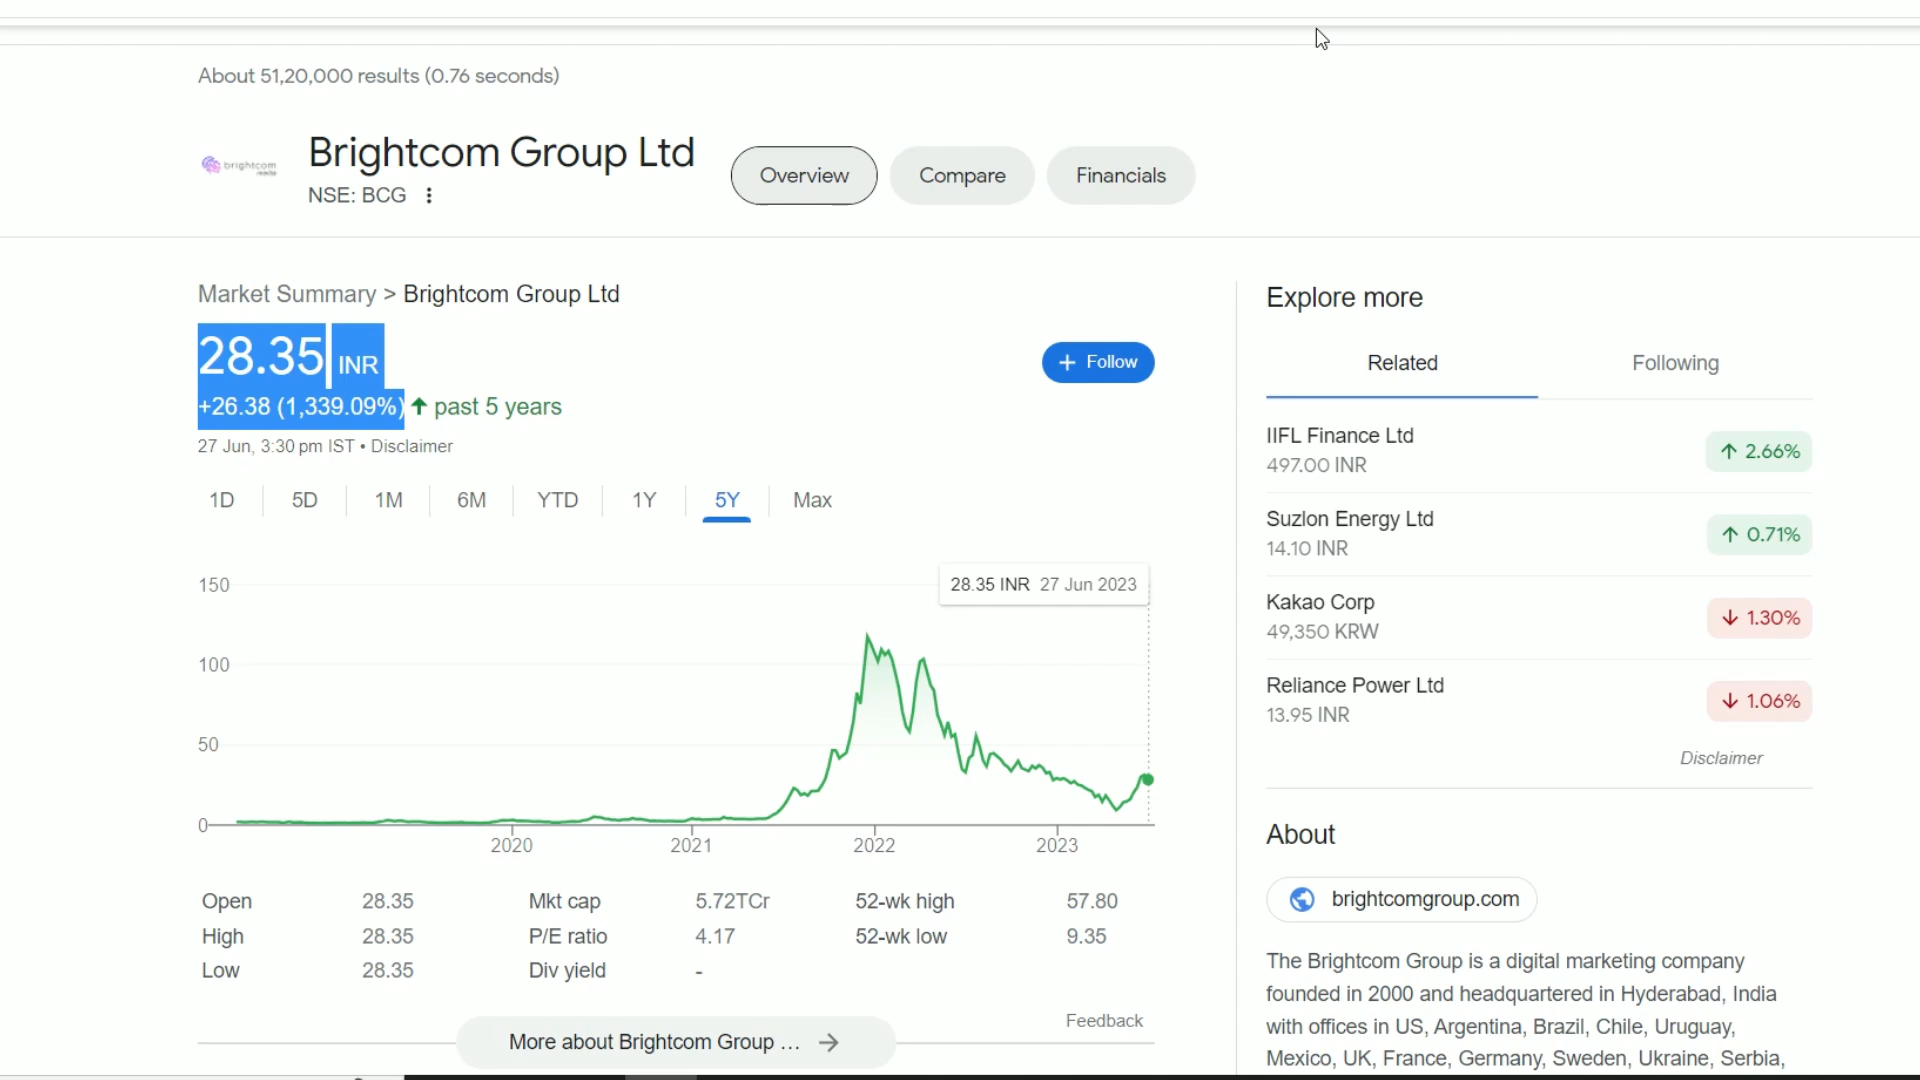 About 51,20,000 results (0.76 seconds)
brightcom
media
Brightcom Group Ltd
NSE: BCG
Overview
Compare
Financials
Market Summary > Brightcom Group Ltd
28.35 INR
+26.38 (1,339.09%) past 5 years
27 Jun, 3:30 pm IST • Disclaimer
+ Follow
1D 5D 1M 6M YTD 1Y 5Y Max
28.35 INR 27 Jun 2023
150
100
50
0
2020 2021 2022 2023
Open 28.35 Mkt cap 5.72TCr 52-wk high 57.80
High 28.35 P/E ratio 4.17 52-wk low 9.35
Low 28.35 Div yield -
Feedback
More about Brightcom Group ...
Explore more
Related Following
IIFL Finance Ltd
497.00 INR
2.66%
Suzlon Energy Ltd
14.10 INR
0.71%
Kakao Corp
49,350 KRW
1.30%
Reliance Power Ltd
13.95 INR
1.06%
Disclaimer
About
brightcomgroup.com
The Brightcom Group is a digital marketing company
founded in 2000 and headquartered in Hyderabad, India
with offices in US, Argentina, Brazil, Chile, Uruguay,
Mexico, UK, France, Germany, Sweden, Ukraine, Serbia,